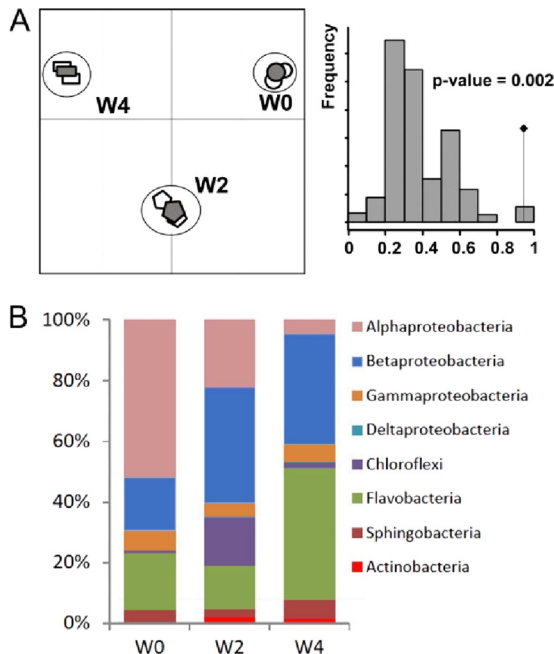 A
W4
W0
W2
Frequency
p-value = 0.002
0 0.2 0.4 0.6 0.8 1
B
100%
80%
60%
40%
20%
0%
W0 W2 W4
Alphaproteobacteria
Betaproteobacteria
Gammaproteobacteria
Deltaproteobacteria
Chloroflexi
Flavobacteria
Sphingobacteria
Actinobacteria